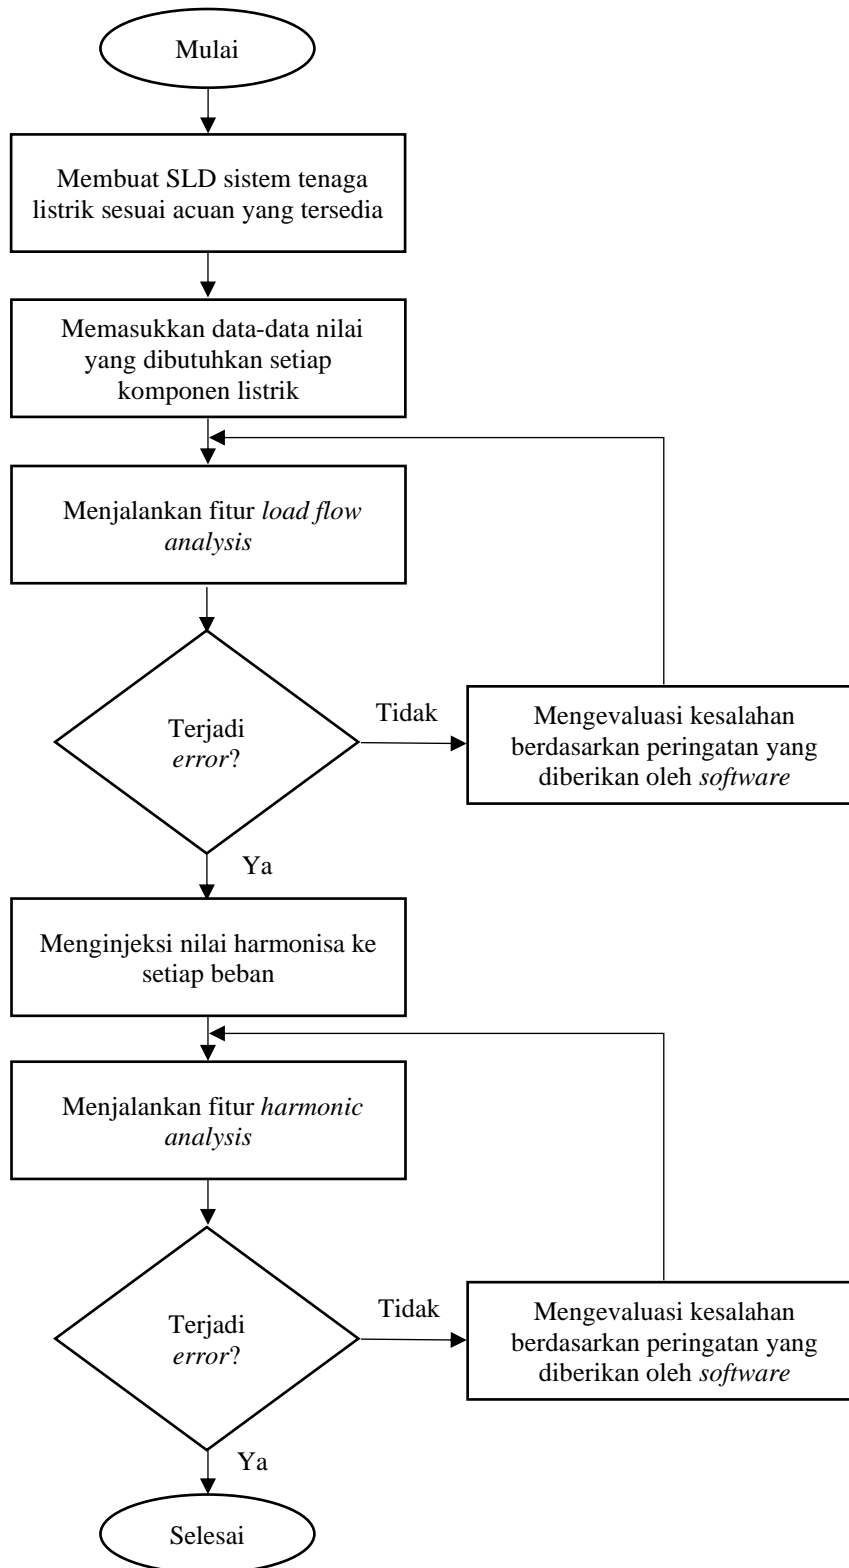 Mulai
Membuat SLD sistem tenaga
listrik sesuai acuan yang tersedia
Memasukkan data-data nilai
yang dibutuhkan setiap
komponen listrik
Menjalankan fitur load flow
analysis
Terjadi
error?
Tidak
Mengevaluasi kesalahan
berdasarkan peringatan yang
diberikan oleh software
Ya
Menginjeksi nilai harmonisa ke
setiap beban
Menjalankan fitur harmonic
analysis
Terjadi
error?
Tidak
Mengevaluasi kesalahan
berdasarkan peringatan yang
diberikan oleh software
Ya
Selesai